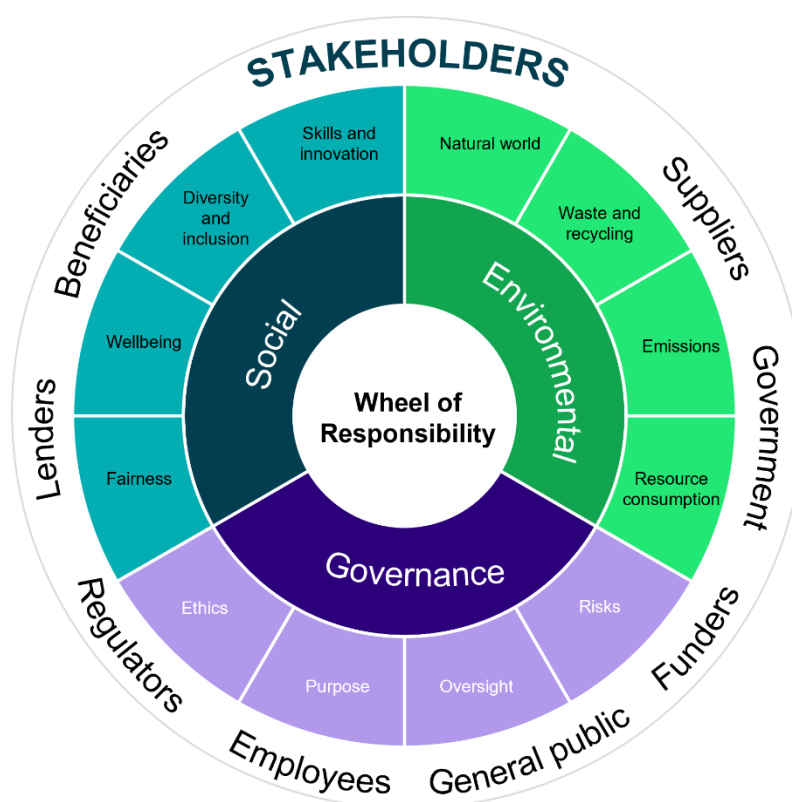 STAKEHOLDERS
Natural world
Waste and
recycling
Emissions
Resource
consumption
Risks
Oversight
Purpose
Ethics
Fairness
Wellbeing
Diversity
and
inclusion
Skills and
innovation
Environmental
Governance
Social
Wheel of
Responsibility
Suppliers
Government
Funders
General public
Employees
Regulators
Lenders
Beneficiaries